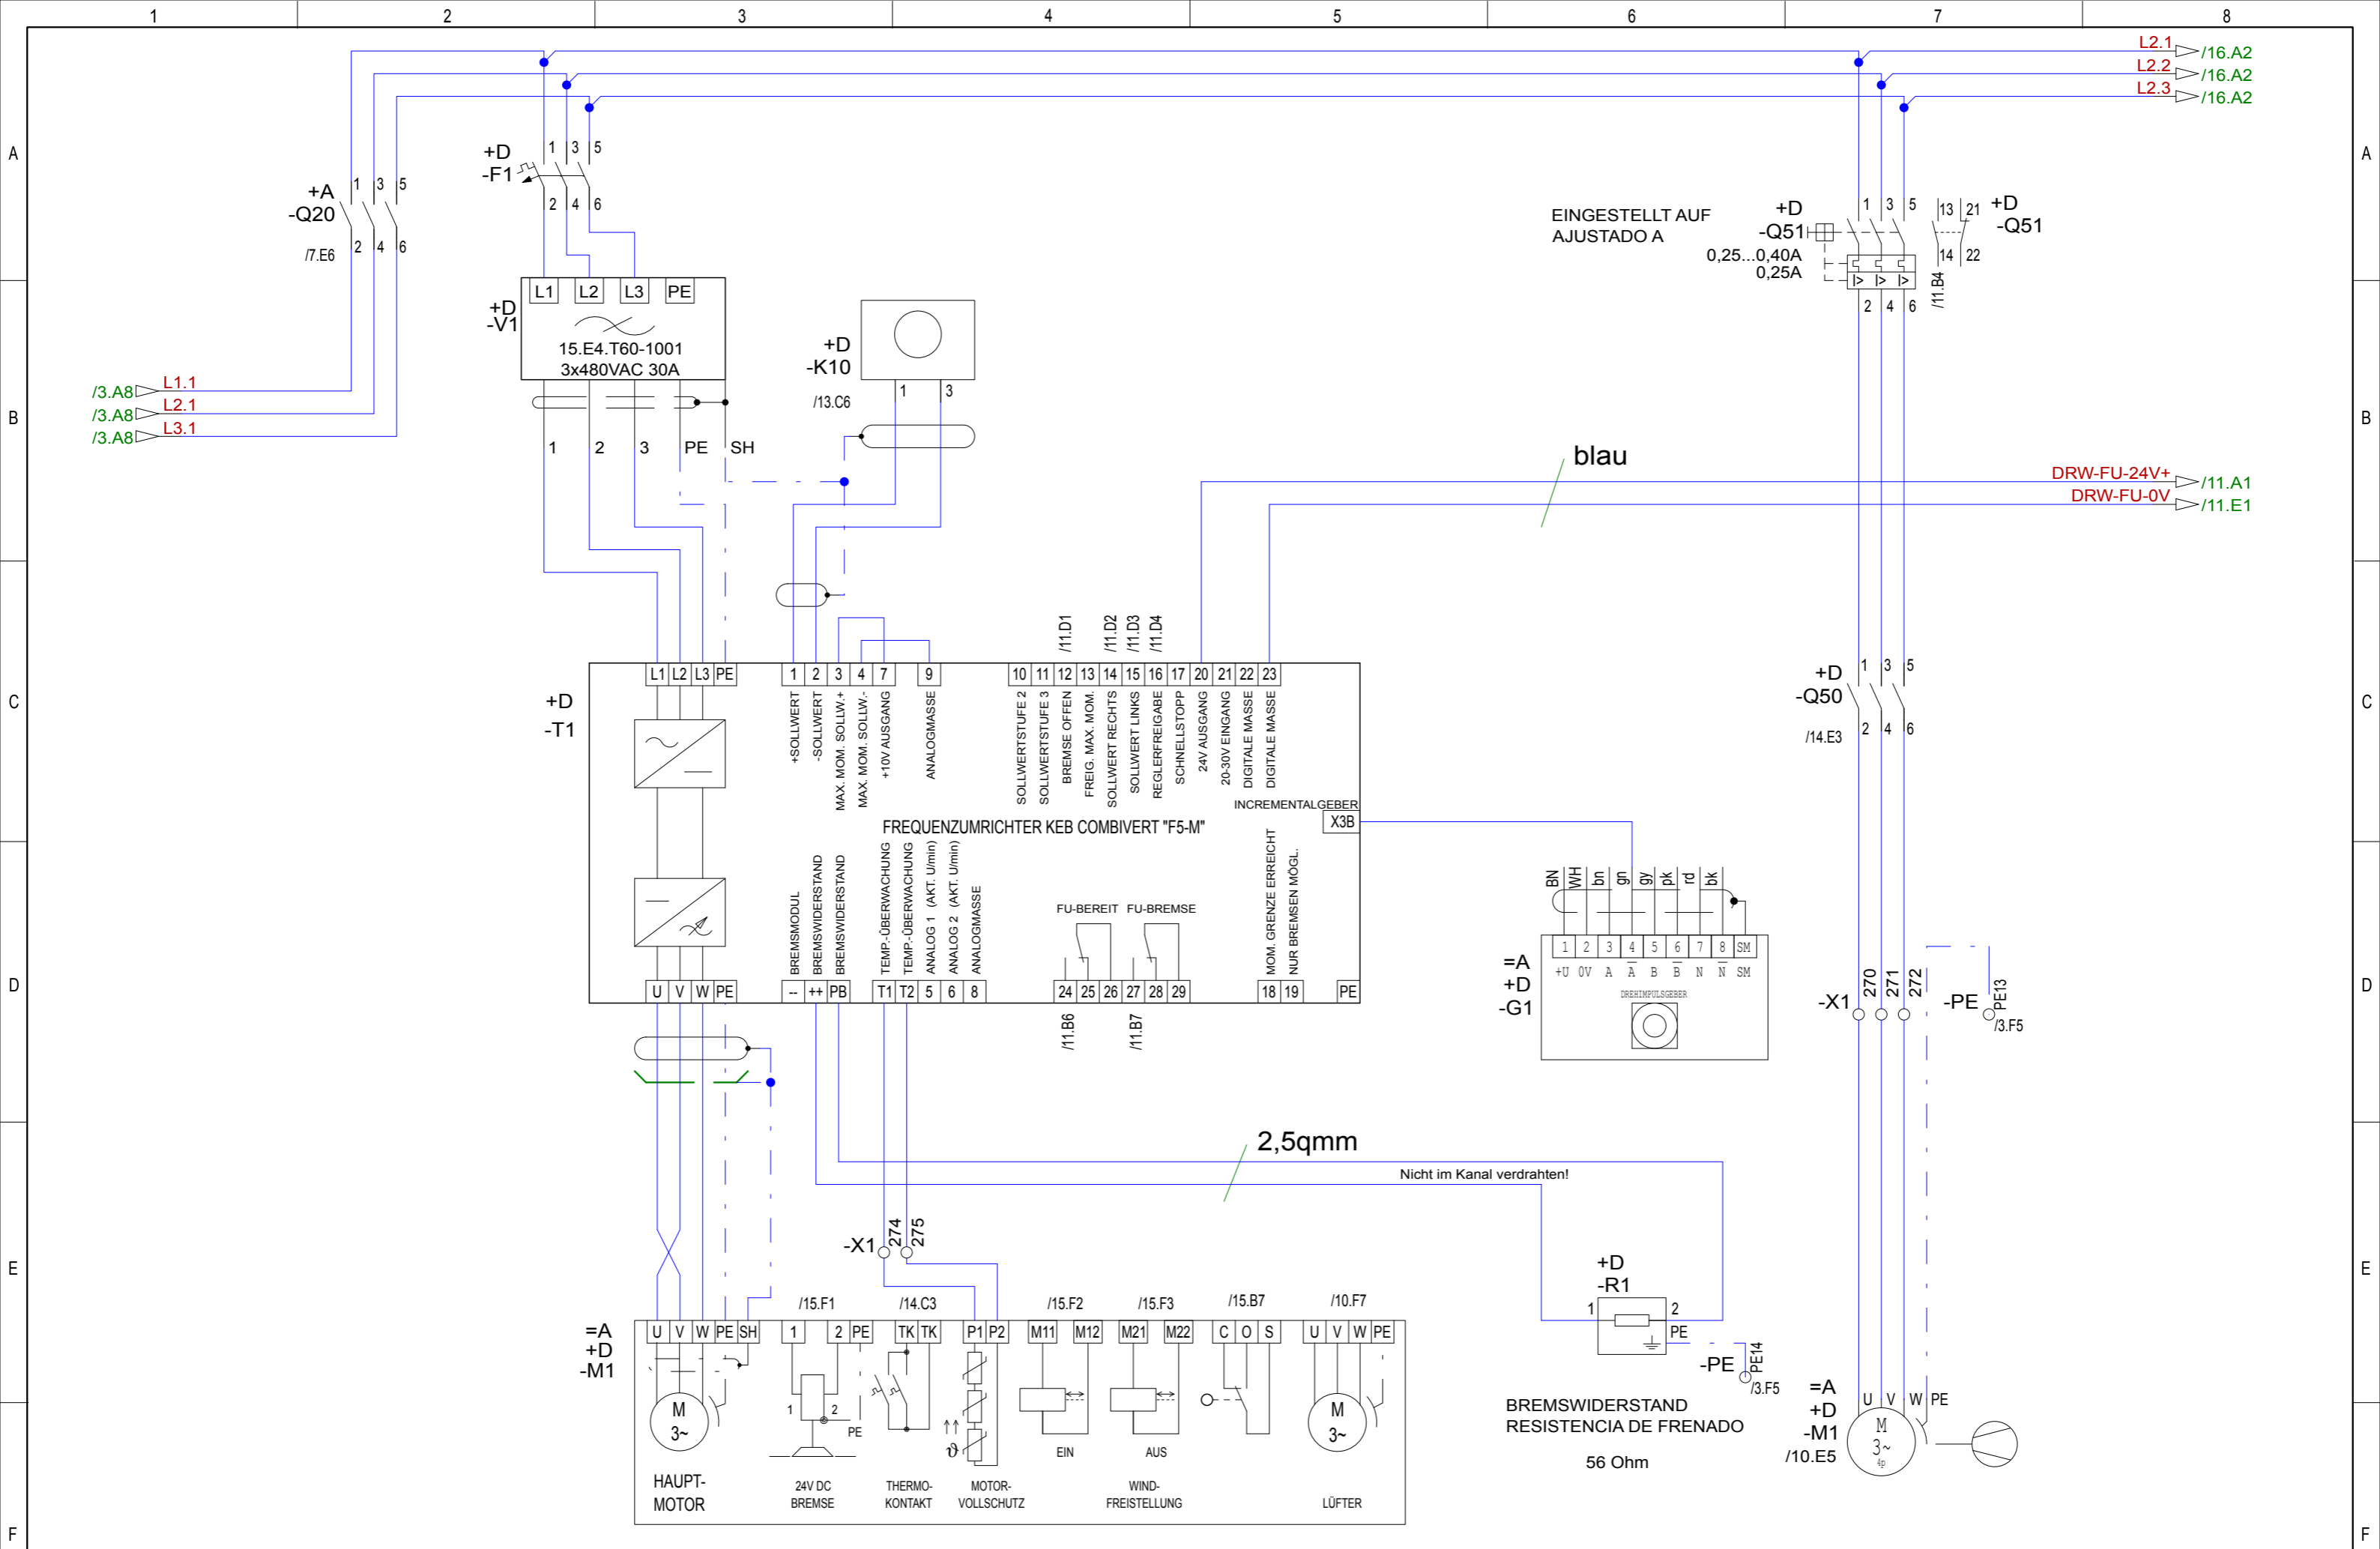 1 2 3 4 5 6 7 8
L2.1 /16.A2
L2.2 /16.A2
L2.3 /16.A2
A A
+D
-F1
1 3 5
2 4 6
+A
-Q20
/7.E6
1 3 5
2 4 6
EINGESTELLT AUF
AJUSTADO A
+D
-Q51
0,25...0,40A
0,25A
1 3 5
2 4 6
I> I> I>
13 21
14 22
+D
-Q51
/11.B4
L1 L2 L3 PE
+D
-V1
15.E4.T60-1001
3x480VAC 30A
+D
-K10
/13.C6
1 3
/3.A8 L1.1
/3.A8 L2.1
/3.A8 L3.1
B B
1 2 3 PE SH
blau
DRW-FU-24V+ /11.A1
DRW-FU-0V /11.E1
/11.D1 /11.D2 /11.D3 /11.D4
C C
+D
-T1
L1 L2 L3 PE 1 2 3 4 7 9 10 11 12 13 14 15 16 17 20 21 22 23
+SOLLWERT
-SOLLWERT
MAX. MOM. SOLLW.+
MAX. MOM. SOLLW.-
+10V AUSGANG
ANALOGMASSE
SOLLWERTSTUFE 2
SOLLWERTSTUFE 3
BREMSE OFFEN
FREIG. MAX. MOM.
SOLLWERT RECHTS
SOLLWERT LINKS
REGLERFREIGABE
SCHNELLSTOPP
24V AUSGANG
20-30V EINGANG
DIGITALE MASSE
DIGITALE MASSE
+D
-Q50
/14.E3
1 3 5
2 4 6
INCREMENTALGEBER
X3B
FREQUENZUMRICHTER KEB COMBIVERT "F5-M"
BREMSMODUL
BREMSWIDERSTAND
BREMSWIDERSTAND
TEMP.-ÜBERWACHUNG
TEMP.-ÜBERWACHUNG
ANALOG 1 (AKT. U/min)
ANALOG 2 (AKT. U/min)
ANALOGMASSE
FU-BEREIT FU-BREMSE
MOM. GRENZE ERREICHT
NUR BREMSEN MÖGL.
D D
U V W PE -- ++ PB T1 T2 5 6 8 24 25 26 27 28 29 18 19 PE
/11.B6 /11.B7
BN WH bn gn gy pk rd bk
1 2 3 4 5 6 7 8 SM
+U 0V A A̅ B B̅ N N̅ SM
DREHIMPULSGEBER
=A
+D
-G1
-X1 270 271 272
-PE PE13
/3.F5
2,5qmm
Nicht im Kanal verdrahten!
-X1 274 275
E E
+D
-R1
1 2
PE
-PE PE14
/3.F5
BREMSWIDERSTAND
RESISTENCIA DE FRENADO
56 Ohm
/15.F1 /14.C3 /15.F2 /15.F3 /15.B7 /10.F7
=A
+D
-M1
U V W PE SH 1 2 PE TK TK P1 P2 M11 M12 M21 M22 C O S U V W PE
M
3~
1 2
PE
ϑ
EIN
AUS
M
3~
HAUPT-
MOTOR
24V DC
BREMSE
THERMO-
KONTAKT
MOTOR-
VOLLSCHUTZ
WIND-
FREISTELLUNG
LÜFTER
=A
+D
-M1
/10.E5
U V W PE
M
3~
4p
F F